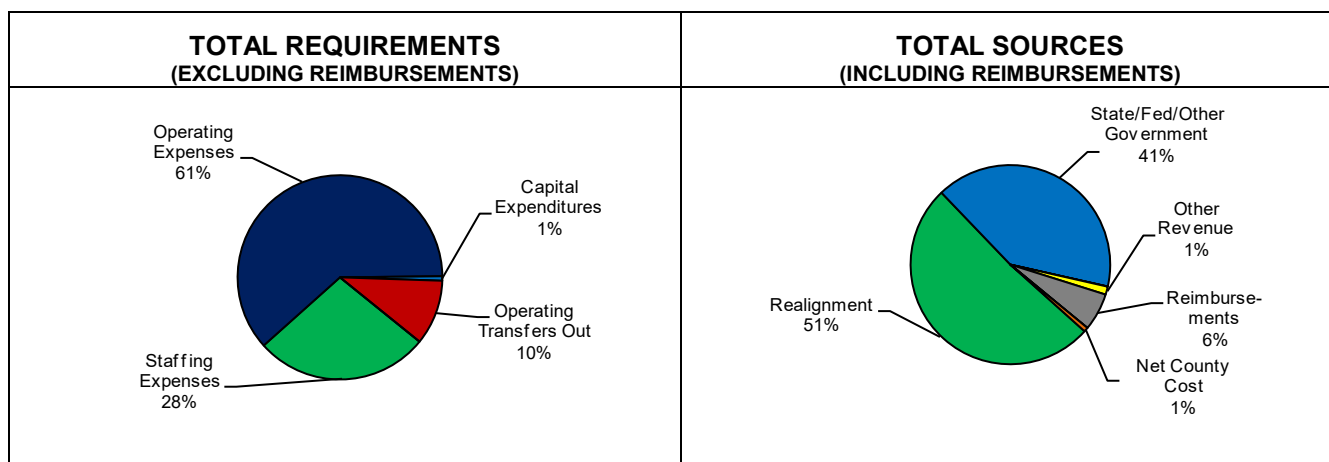 TOTAL REQUIREMENTS
(EXCLUDING REIMBURSEMENTS)
Operating
Expenses
61%
Capital
Expenditures
1%
Operating
Transfers Out
10%
Staffing
Expenses
28%
TOTAL SOURCES
(INCLUDING REIMBURSEMENTS)
State/Fed/Other
Government
41%
Other
Revenue
1%
Reimburse-
ments
6%
Net County
Cost
1%
Realignment
51%